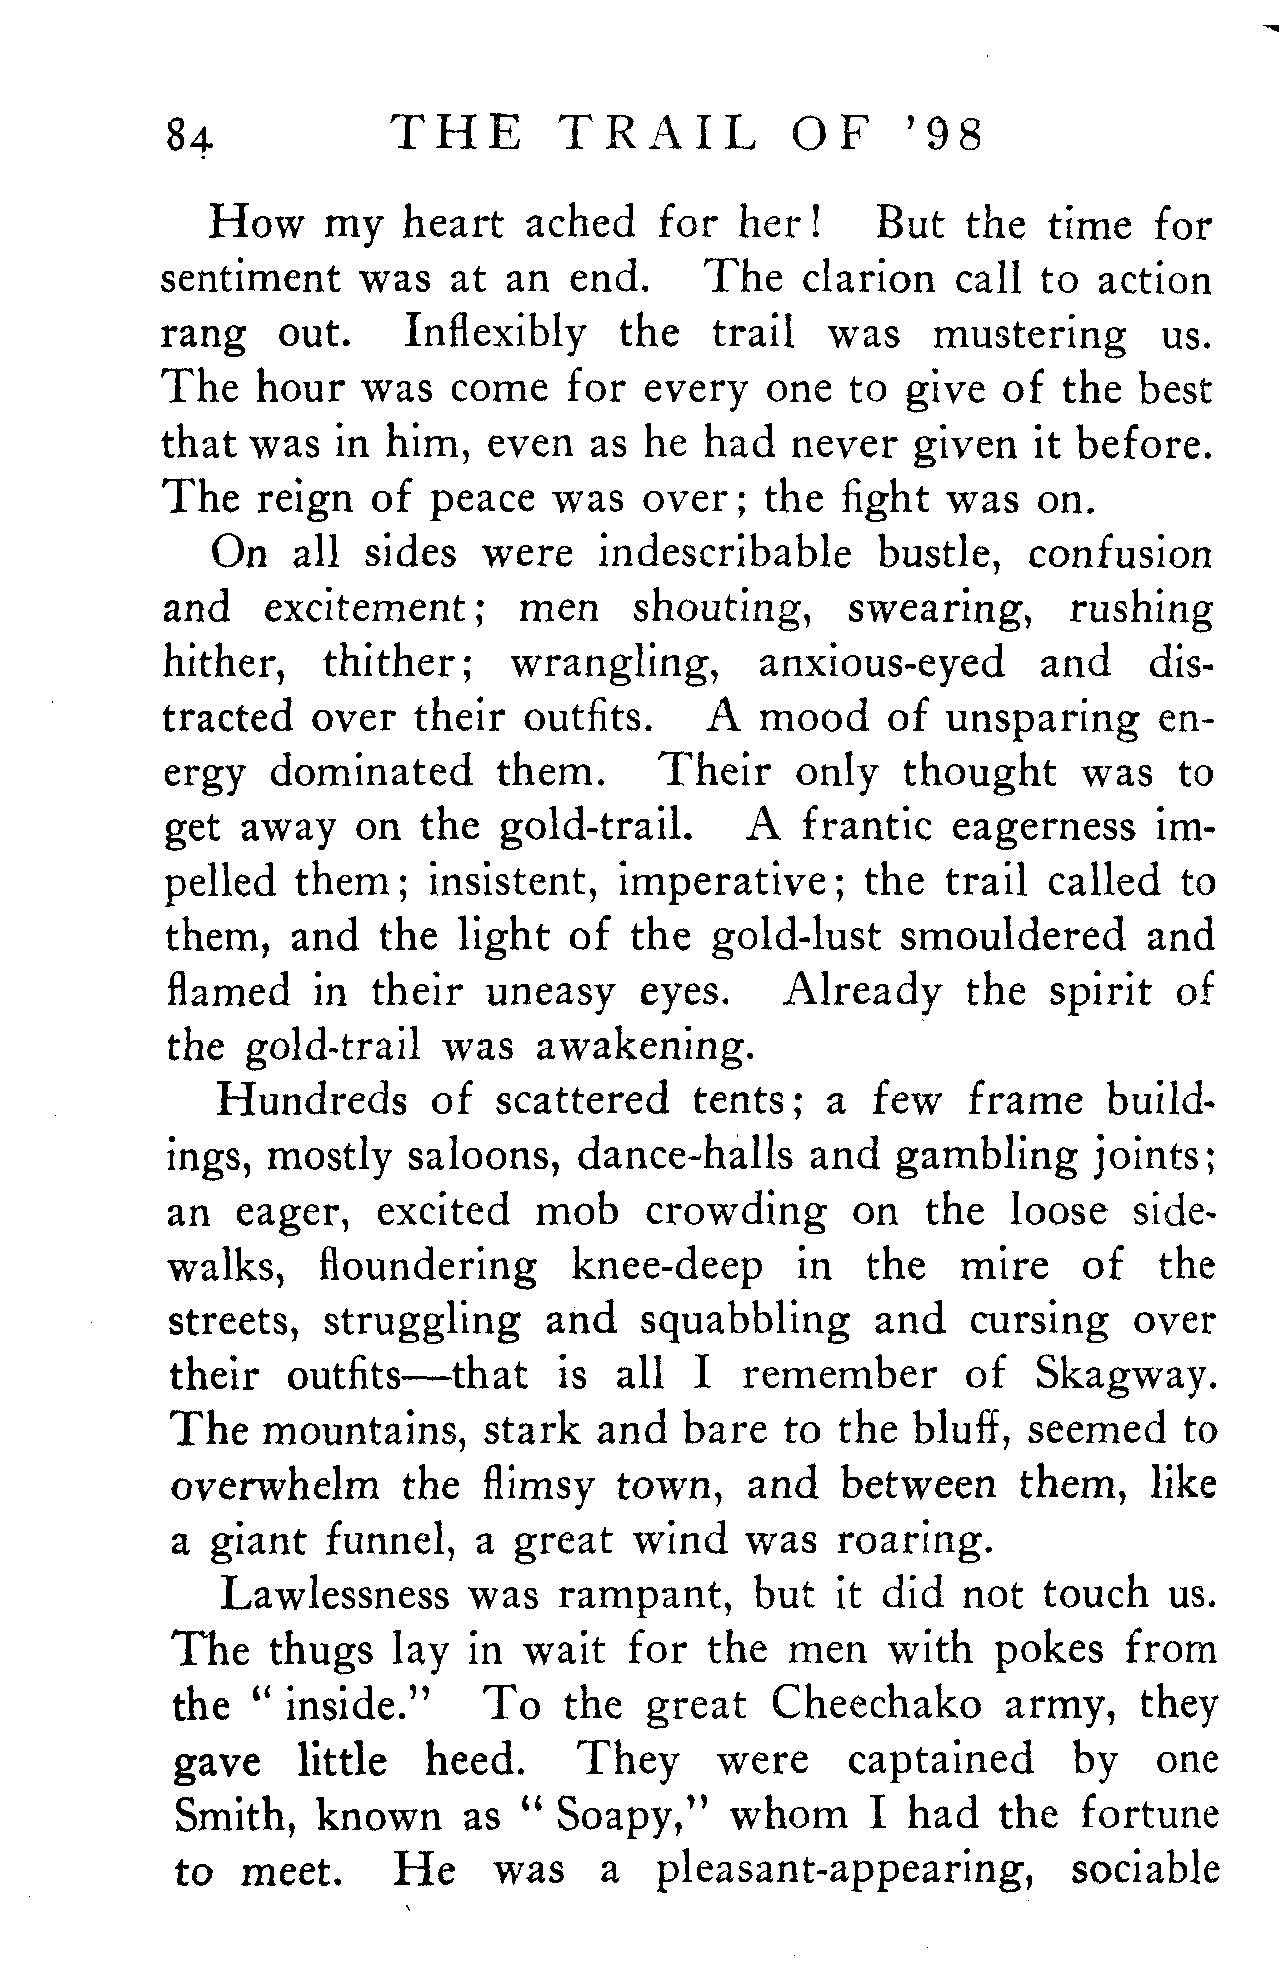 84 THE TRAIL OF '98
How my heart ached for her! But the time for
sentiment was at an end. The clarion call to action
rang out. Inflexibly the trail was mustering us.
The hour was come for every one to give of the best
that was in him, even as he had never given it before.
The reign of peace was over; the fight was on.
On all sides were indescribable bustle, confusion
and excitement; men shouting, swearing, rushing
hither, thither; wrangling, anxious-eyed and dis-
tracted over their outfits. A mood of unsparing en-
ergy dominated them. Their only thought was to
get away on the gold-trail. A frantic eagerness im-
pelled them; insistent, imperative; the trail called to
them, and the light of the gold-lust smouldered and
flamed in their uneasy eyes. Already the spirit of
the gold-trail was awakening.
Hundreds of scattered tents; a few frame build-
ings, mostly saloons, dance-halls and gambling joints;
an eager, excited mob crowding on the loose side-
walks, floundering knee-deep in the mire of the
streets, struggling and squabbling and cursing over
their outfits—that is all I remember of Skagway.
The mountains, stark and bare to the bluff, seemed to
overwhelm the flimsy town, and between them, like
a giant funnel, a great wind was roaring.
Lawlessness was rampant, but it did not touch us.
The thugs lay in wait for the men with pokes from
the " inside." To the great Cheechako army, they
gave little heed. They were captained by one
Smith, known as " Soapy," whom I had the fortune
to meet. He was a pleasant-appearing, sociable